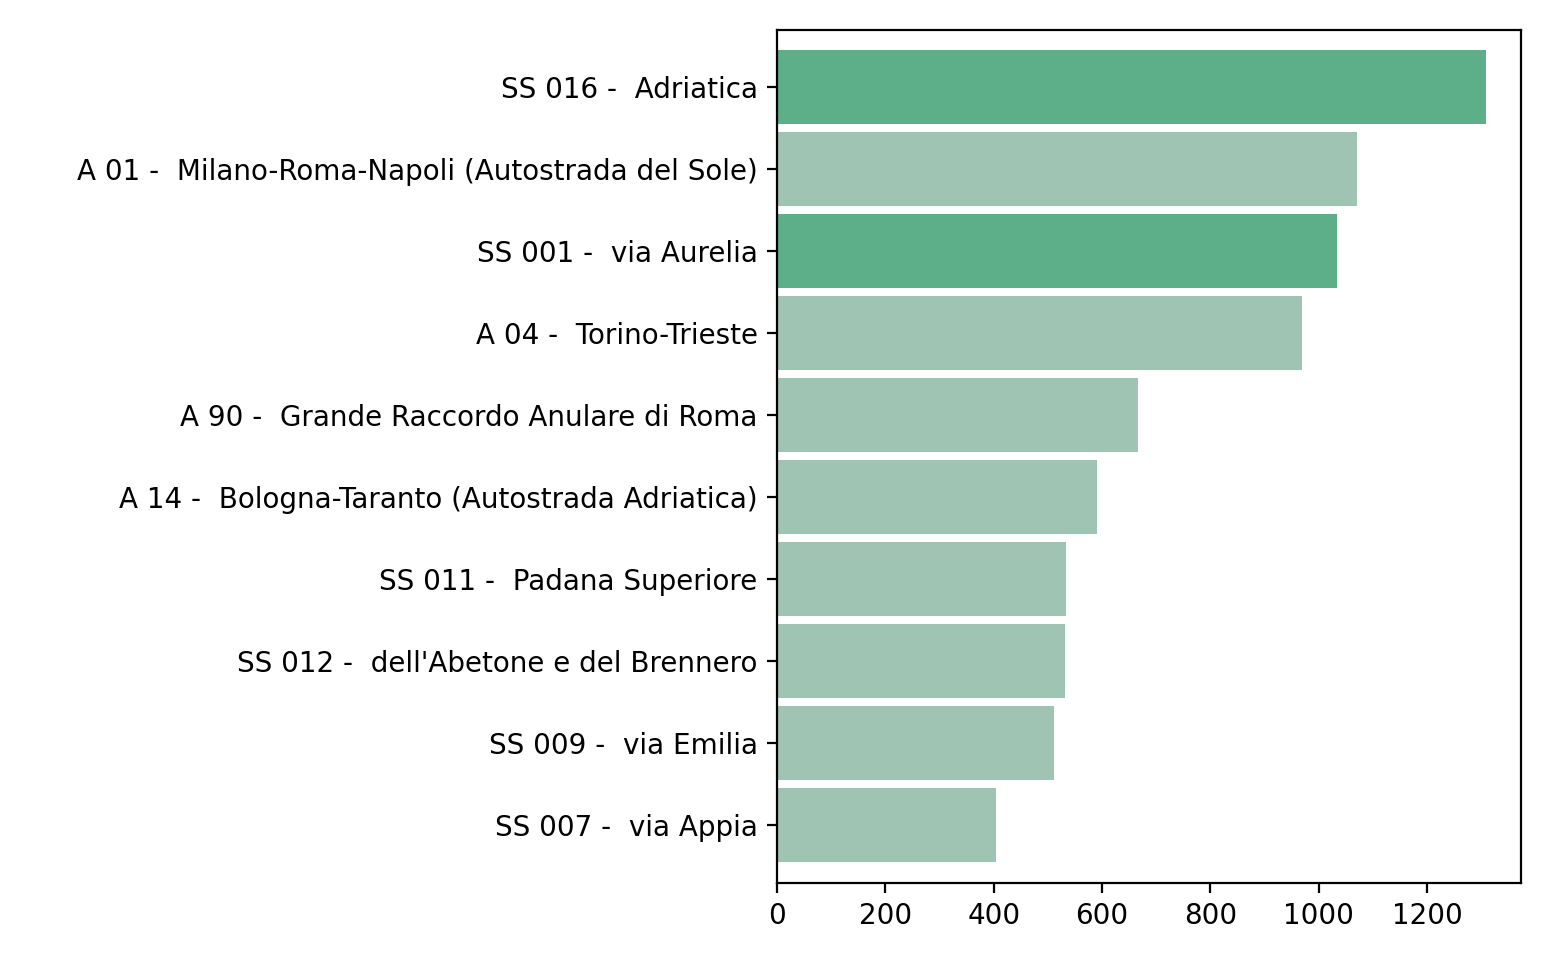 SS 016 -  Adriatica
A 01 -  Milano-Roma-Napoli (Autostrada del Sole)
SS 001 -  via Aurelia
A 04 -  Torino-Trieste
A 90 -  Grande Raccordo Anulare di Roma
A 14 -  Bologna-Taranto (Autostrada Adriatica)
SS 011 -  Padana Superiore
SS 012 -  dell'Abetone e del Brennero
SS 009 -  via Emilia
SS 007 -  via Appia
0 200 400 600 800 1000 1200